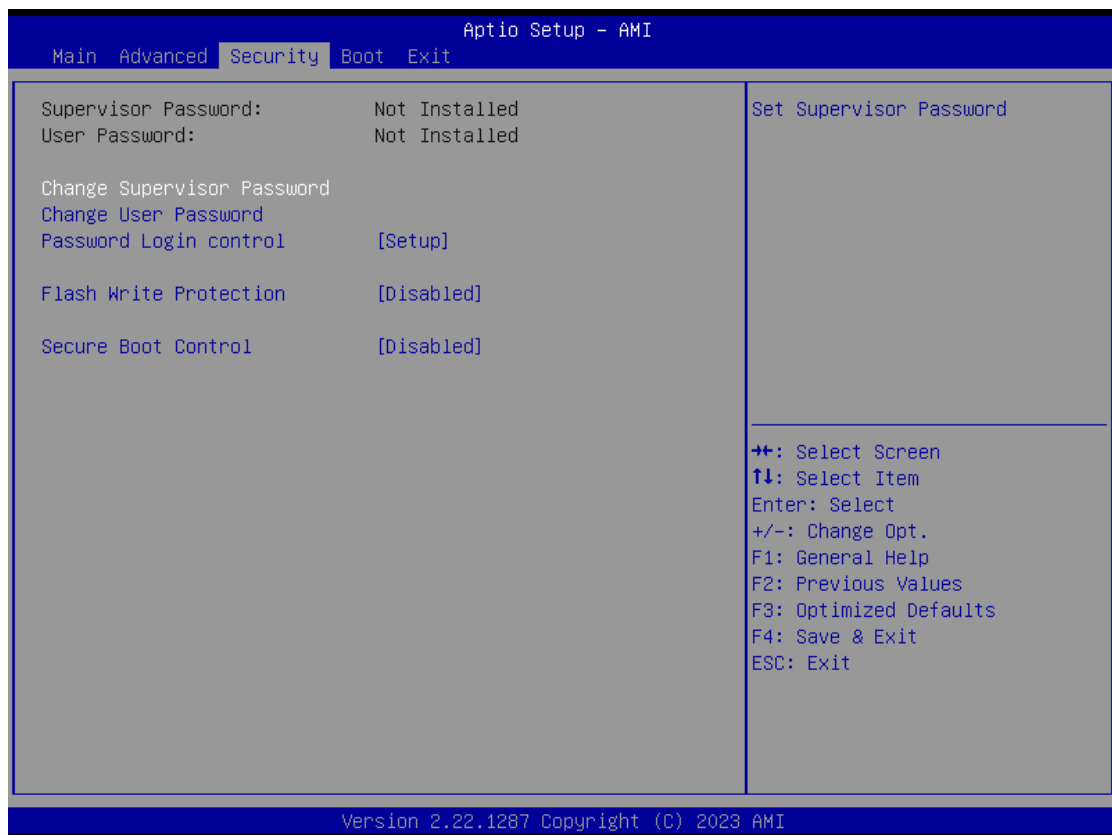 Aptio Setup – AMI
Main Advanced Security Boot Exit
Supervisor Password: Not Installed
User Password: Not Installed
Change Supervisor Password
Change User Password
Password Login control [Setup]
Flash Write Protection [Disabled]
Secure Boot Control [Disabled]
Set Supervisor Password
→←: Select Screen
↑↓: Select Item
Enter: Select
+/-: Change Opt.
F1: General Help
F2: Previous Values
F3: Optimized Defaults
F4: Save & Exit
ESC: Exit
Version 2.22.1287 Copyright (C) 2023 AMI